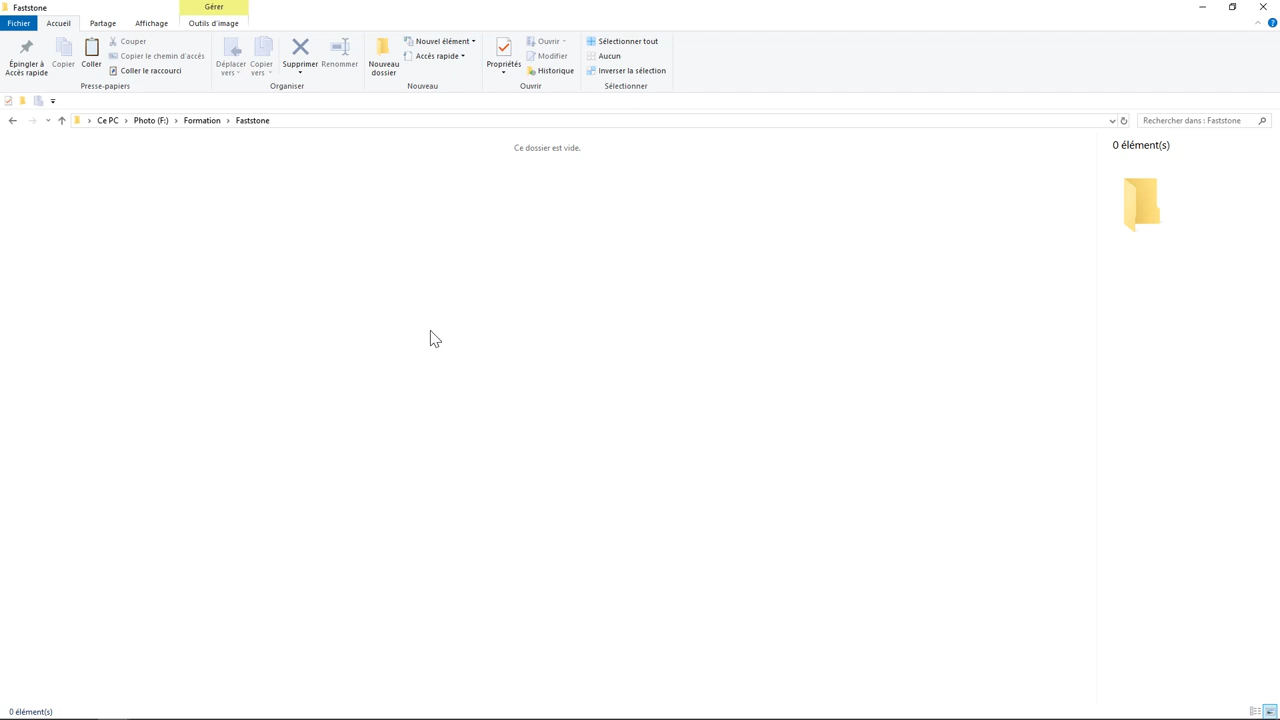 Faststone
Gérer
Fichier
Accueil
Partage
Affichage
Outils d'image
Épingler à
Accès rapide
Copier
Coller
Couper
Copier le chemin d'accès
Coller le raccourci
Presse-papiers
Déplacer
vers
Copier
vers
Supprimer
Renommer
Organiser
Nouveau
dossier
Nouvel élément
Accès rapide
Nouveau
Propriétés
Ouvrir
Modifier
Historique
Ouvrir
Sélectionner tout
Aucun
Inverser la sélection
Sélectionner
Ce PC > Photo (F:) > Formation > Faststone
Rechercher dans : Faststone
Ce dossier est vide.
0 élément(s)
0 élément(s)